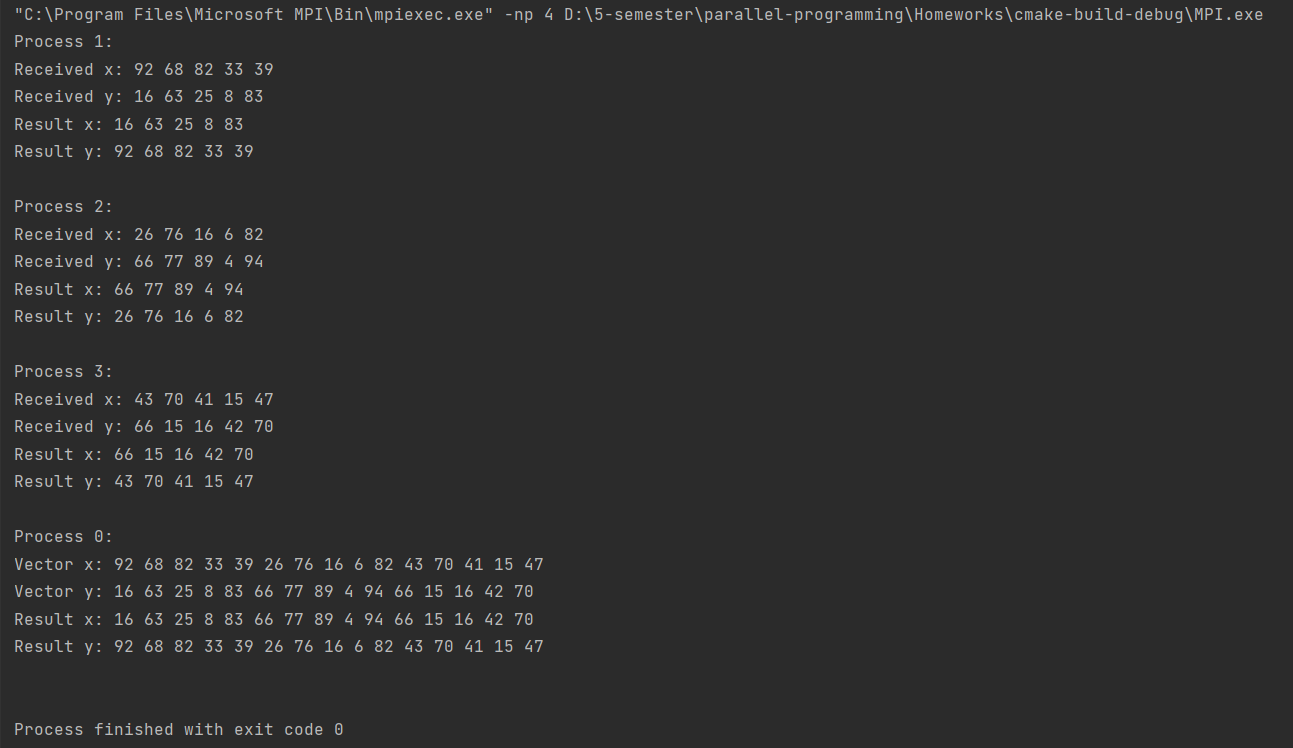 "C:\Program Files\Microsoft MPI\Bin\mpiexec.exe" -np 4 D:\5-semester\parallel-programming\Homeworks\cmake-build-debug\MPI.exe
Process 1:
Received x: 92 68 82 33 39
Received y: 16 63 25 8 83
Result x: 16 63 25 8 83
Result y: 92 68 82 33 39

Process 2:
Received x: 26 76 16 6 82
Received y: 66 77 89 4 94
Result x: 66 77 89 4 94
Result y: 26 76 16 6 82

Process 3:
Received x: 43 70 41 15 47
Received y: 66 15 16 42 70
Result x: 66 15 16 42 70
Result y: 43 70 41 15 47

Process 0:
Vector x: 92 68 82 33 39 26 76 16 6 82 43 70 41 15 47
Vector y: 16 63 25 8 83 66 77 89 4 94 66 15 16 42 70
Result x: 16 63 25 8 83 66 77 89 4 94 66 15 16 42 70
Result y: 92 68 82 33 39 26 76 16 6 82 43 70 41 15 47

Process finished with exit code 0